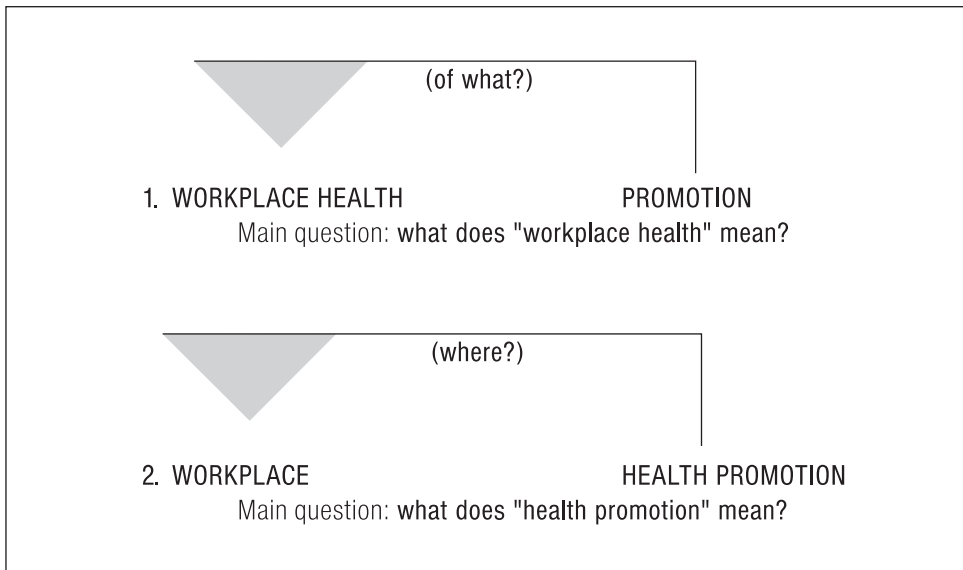 (of what?)
1. WORKPLACE HEALTH PROMOTION
Main question: what does "workplace health" mean?
(where?)
2. WORKPLACE HEALTH PROMOTION
Main question: what does "health promotion" mean?